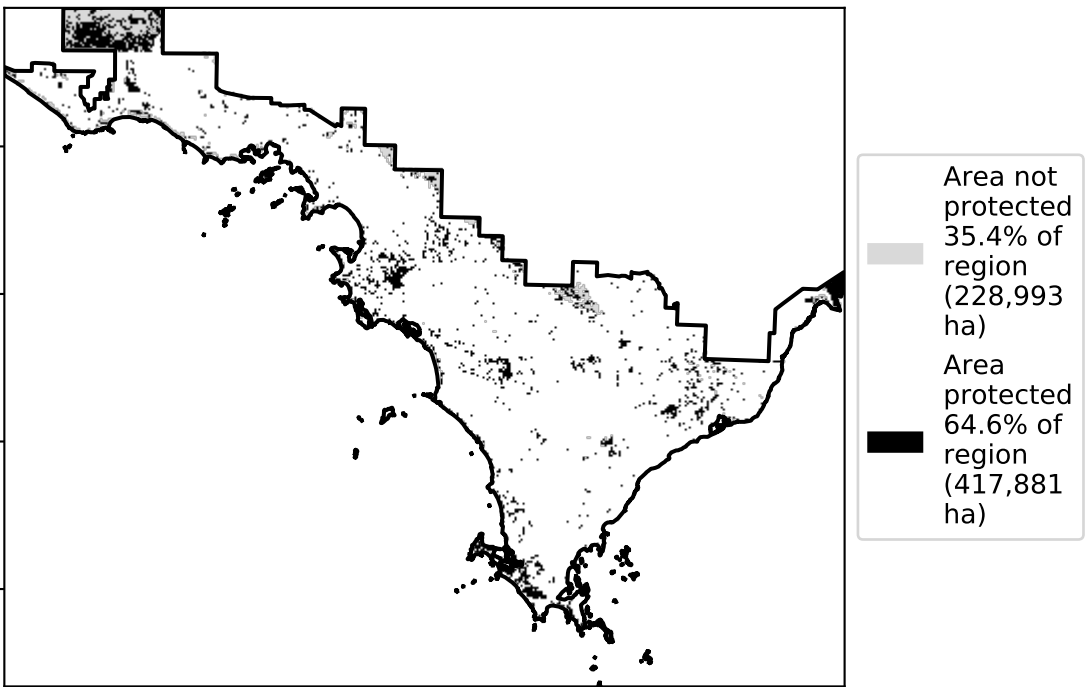 Area not
protected
35.4% of
region
(228,993
ha)
Area
protected
64.6% of
region
(417,881
ha)